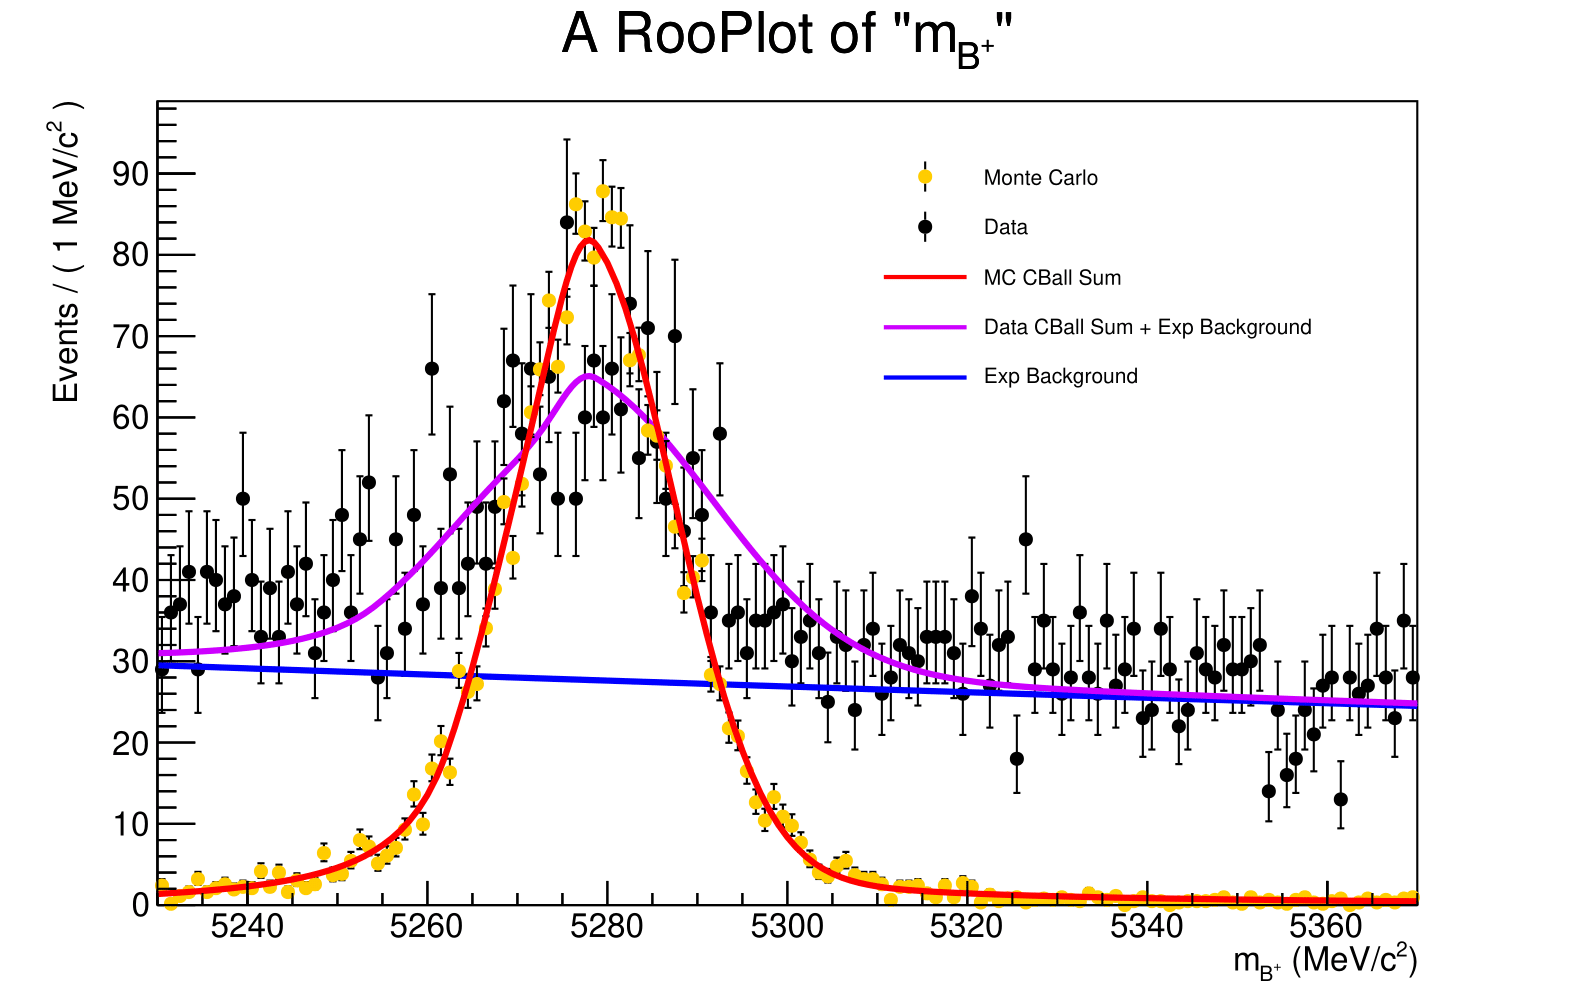 A RooPlot of "m_B⁺"
Events / ( 1 MeV/c² )
90
80
70
60
50
40
30
20
10
0
Monte Carlo
Data
MC CBall Sum
Data CBall Sum + Exp Background
Exp Background
5240 5260 5280 5300 5320 5340 5360
m_B⁺ (MeV/c²)